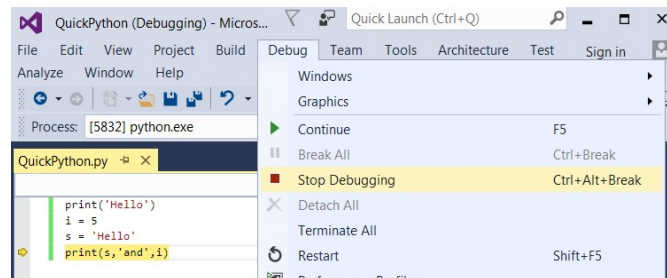 QuickPython (Debugging) - Micros...
Quick Launch (Ctrl+Q)
File Edit View Project Build Debug Team Tools Architecture Test Sign in
Analyze Window Help
Process: [5832] python.exe
QuickPython.py
print('Hello')
i = 5
s = 'Hello'
print(s,'and',i)
Windows
Graphics
Continue F5
Break All Ctrl+Break
Stop Debugging Ctrl+Alt+Break
Detach All
Terminate All
Restart Shift+F5